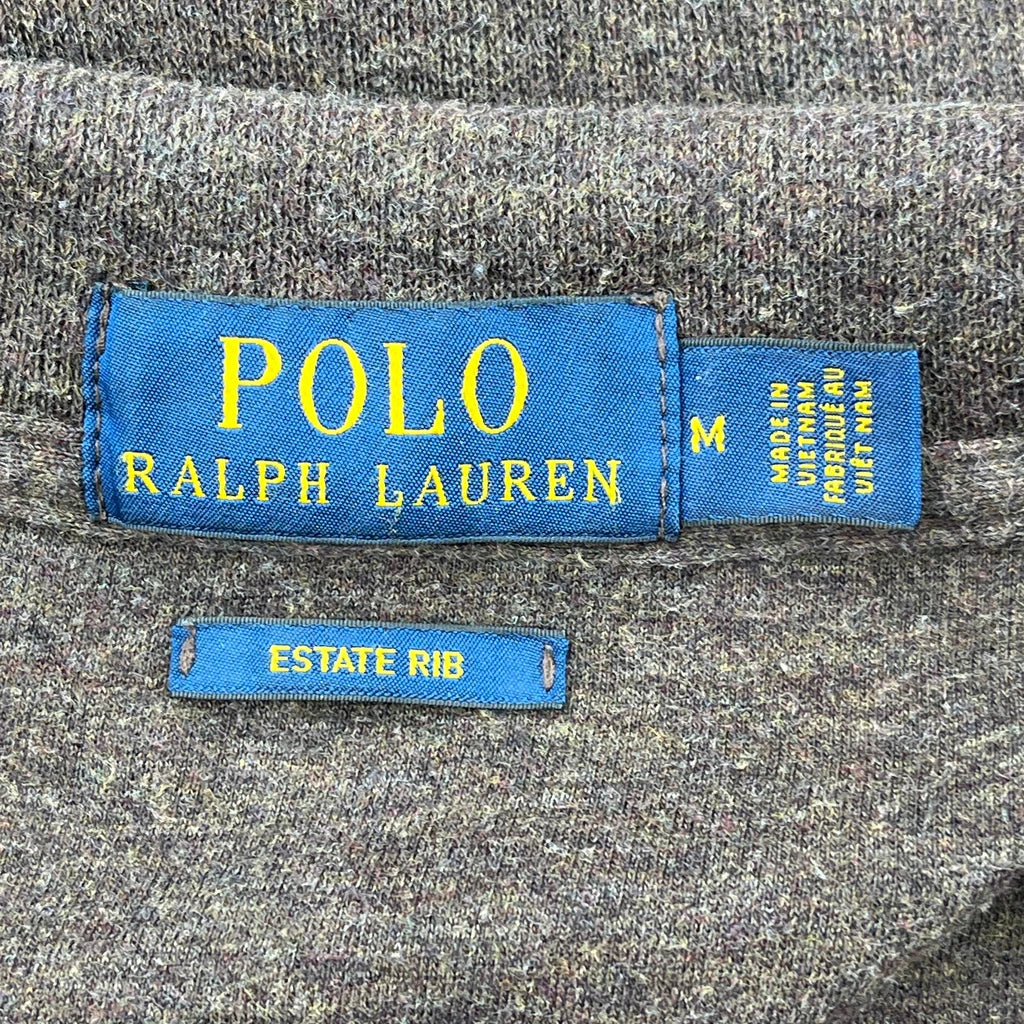 POLO
RALPH LAUREN
M
MADE IN
VIETNAM
FABRIQUÉ AU
VIÊT NAM
ESTATE RIB